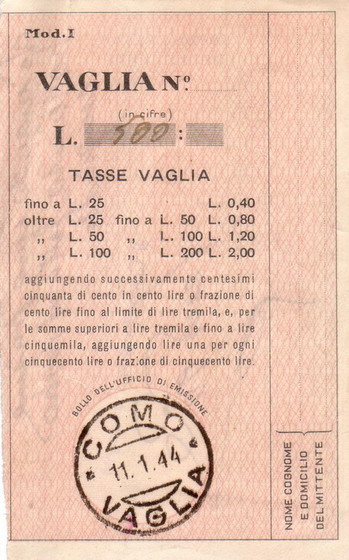 Mod. I
VAGLIA N.º
(in cifre)
L. 500 :
TASSE VAGLIA
fino a L. 25 L. 0,40
oltre L. 25 fino a L. 50 L. 0,80
„ L. 50 „ L. 100 L. 1,20
„ L. 100 „ L. 200 L. 2,00
aggiungendo successivamente centesimi
cinquanta di cento in cento lire o frazione di
cento lire fino al limite di lire tremila, e, per
le somme superiori a lire tremila e fino a lire
cinquemila, aggiungendo lire una per ogni
cinquecento lire o frazione di cinquecento lire.
BOLLO DELL'UFFICIO DI EMISSIONE
COMO
11.1.44
VAGLIA
NOME COGNOME
E DOMICILIO
DEL MITTENTE